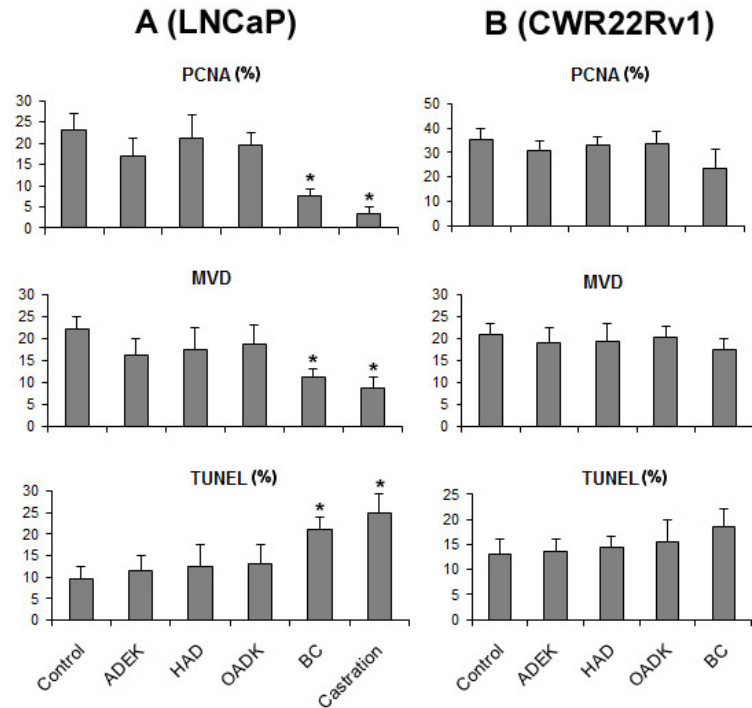 A (LNCaP)
PCNA (%)
30
25
20
15
10
5
0
*
*
MVD
30
25
20
15
10
5
0
*
*
TUNEL (%)
30
25
20
15
10
5
0
*
*
Control
ADEK
HAD
OADK
BC
Castration
B (CWR22Rv1)
PCNA (%)
50
40
30
20
10
0
MVD
30
25
20
15
10
5
0
TUNEL (%)
25
20
15
10
5
0
Control
ADEK
HAD
OADK
BC